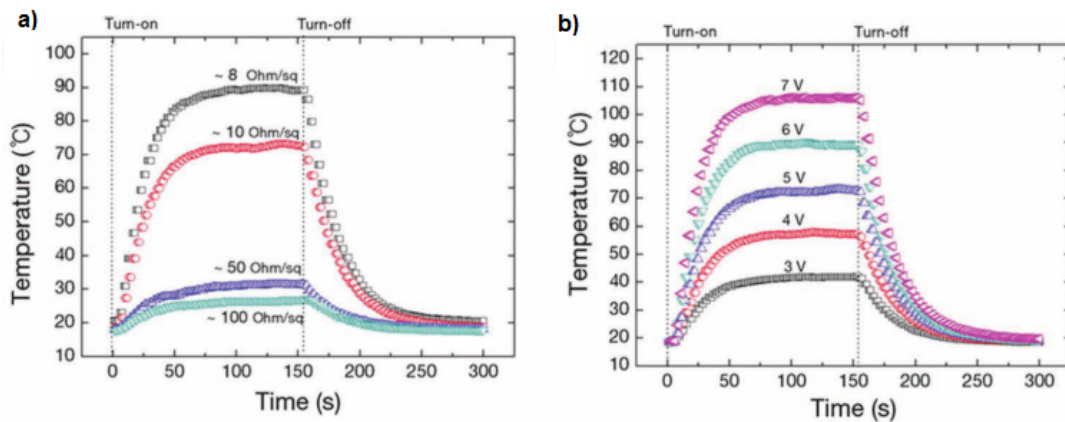 a)
Turn-on
Turn-off
100
90
80
70
60
50
40
30
20
10
~ 8 Ohm/sq
~ 10 Ohm/sq
~ 50 Ohm/sq
~ 100 Ohm/sq
Temperature (℃)
0
50
100
150
200
250
300
Time (s)
b)
Turn-on
Turn-off
120
110
100
90
80
70
60
50
40
30
20
10
7 V
6 V
5 V
4 V
3 V
Temperature (℃)
0
50
100
150
200
250
300
Time (s)